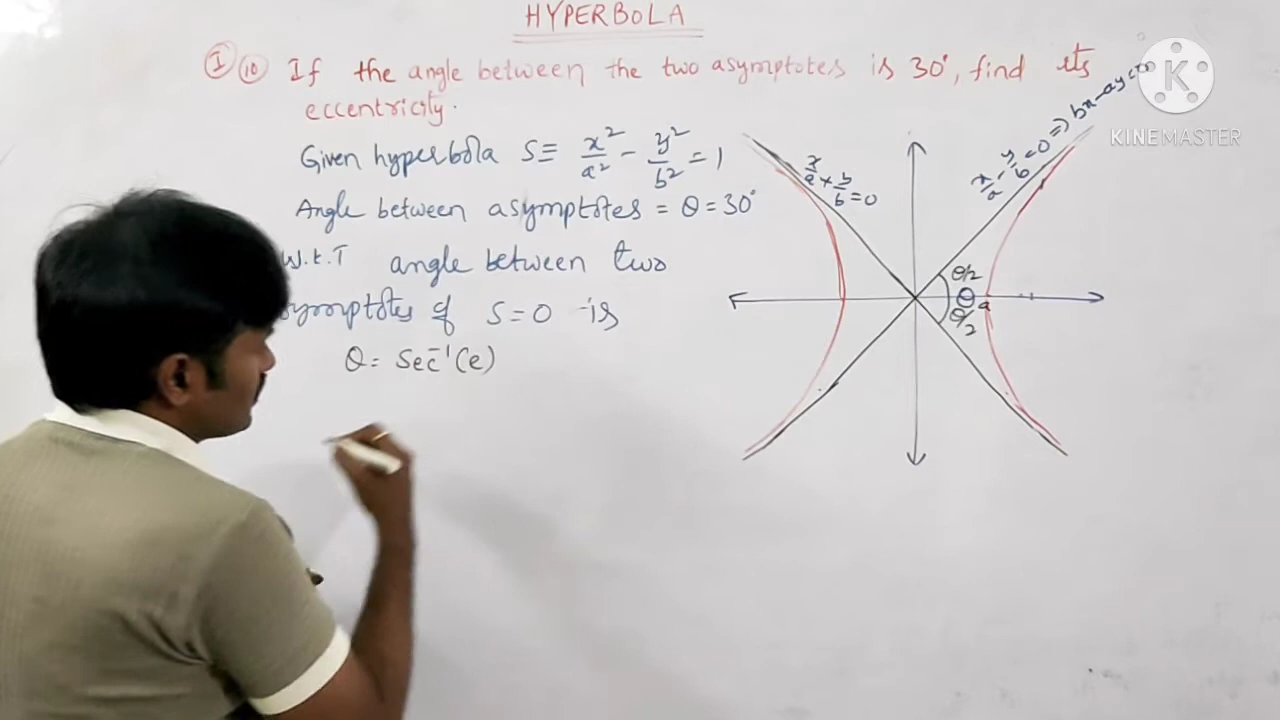 HYPERBOLA
I 10 If the angle between the two asymptotes is 30°, find its
eccentricity.
Given hyperbola S ≡ x²/a² - y²/b² = 1
Angle between asymptotes = θ = 30°
W.k.T angle between two
symptotes of S=0 is
θ = Sec⁻¹(e)
x/a + y/b = 0
x/a - y/b = 0 ⇒ bx - ay = 0
θ/2
θ
a
θ/2
K
KINEMASTER